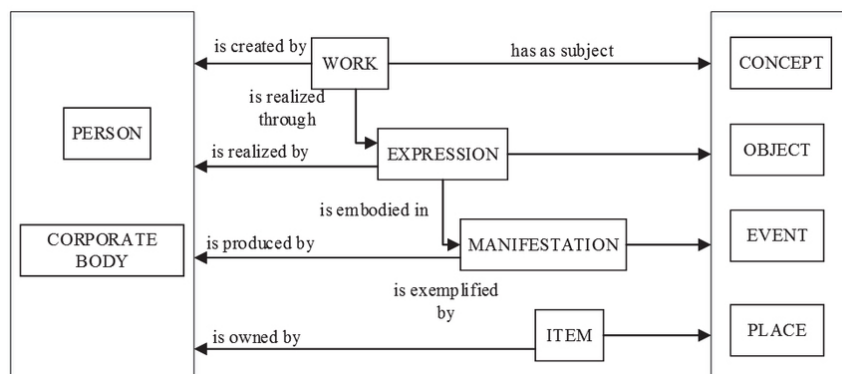 is created by
WORK
has as subject
CONCEPT
is realized
through
PERSON
is realized by
EXPRESSION
OBJECT
is embodied in
CORPORATE
BODY
is produced by
MANIFESTATION
EVENT
is exemplified
by
is owned by
ITEM
PLACE